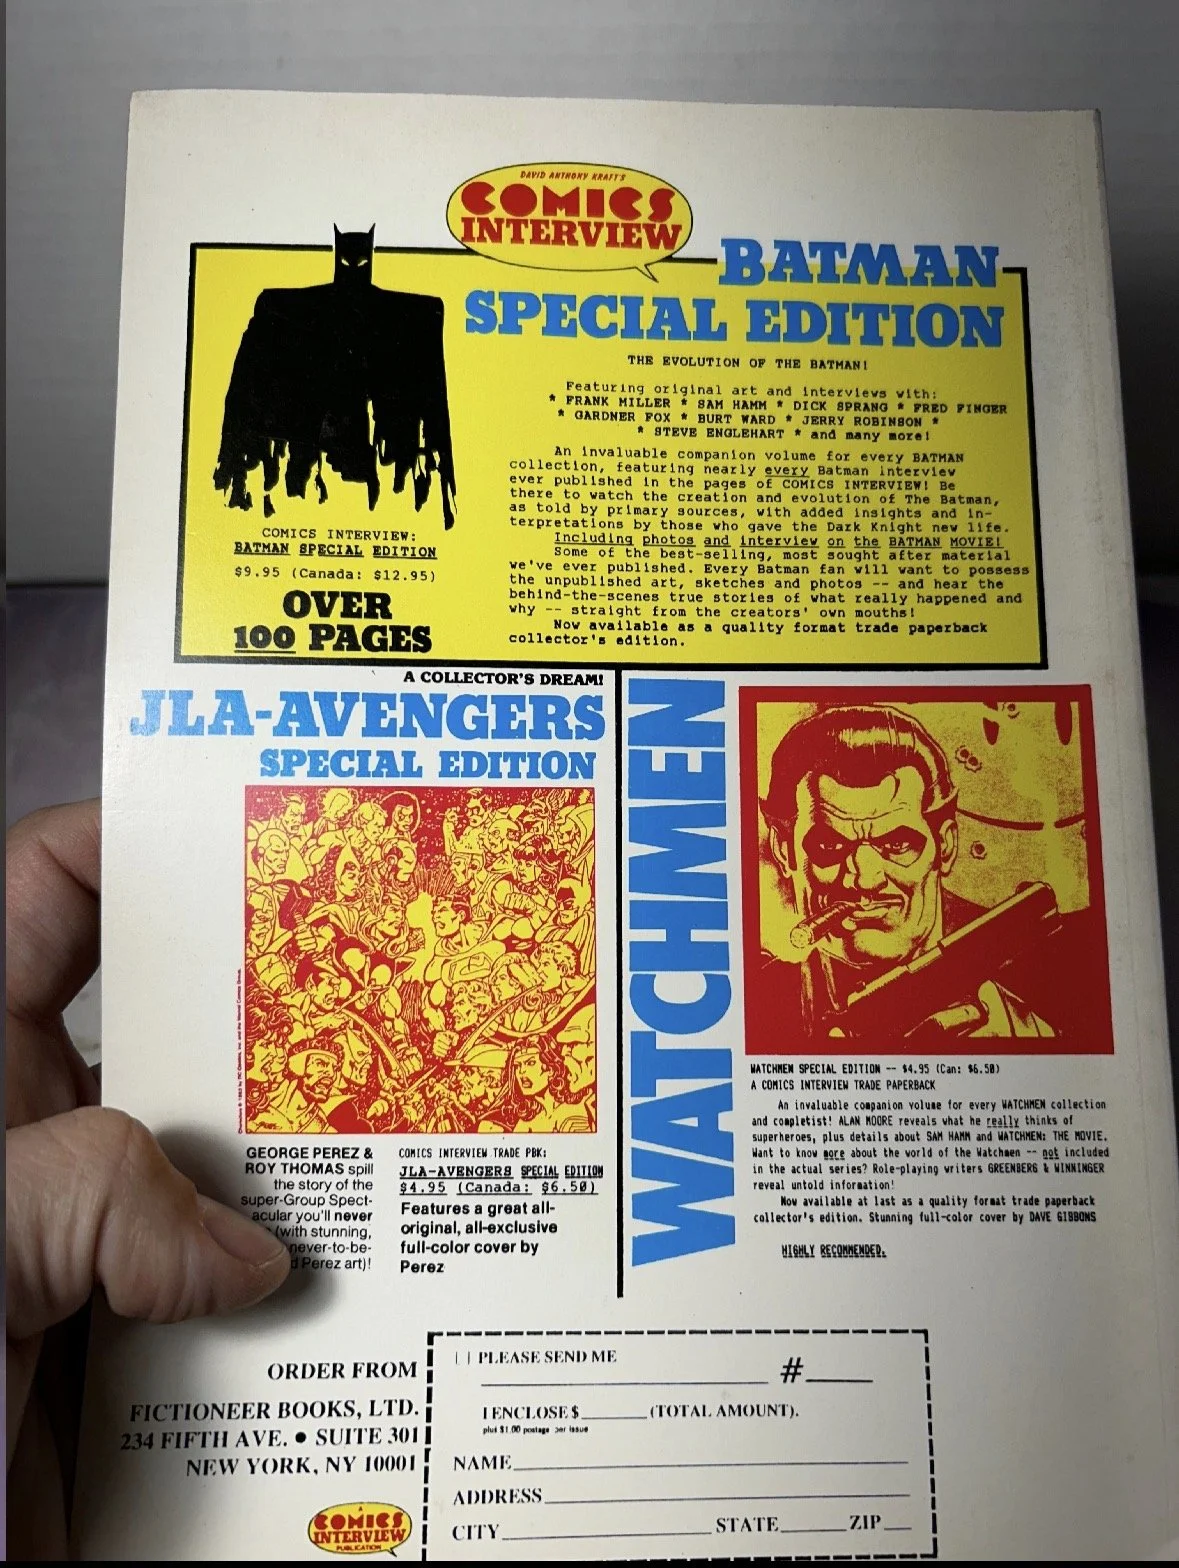 DAVID ANTHONY KRAFT'S
COMICS
INTERVIEW
BATMAN
SPECIAL EDITION
THE EVOLUTION OF THE BATMAN!
Featuring original art and interviews with:
* FRANK MILLER * SAM HAMM * DICK SPRANG * FRED FINGER
* GARDNER FOX * BURT WARD * JERRY ROBINSON *
* STEVE ENGLEHART * and many more!
An invaluable companion volume for every BATMAN
collection, featuring nearly every Batman interview
ever published in the pages of COMICS INTERVIEW! Be
there to watch the creation and evolution of The Batman,
as told by primary sources, with added insights and in-
terpretations by those who gave the Dark Knight new life.
Including photos and interview on the BATMAN MOVIE!
Some of the best-selling, most sought after material
we've ever published. Every Batman fan will want to possess
the unpublished art, sketches and photos -- and hear the
behind-the-scenes true stories of what really happened and
why -- straight from the creators' own mouths!
Now available as a quality format trade paperback
collector's edition.
COMICS INTERVIEW:
BATMAN SPECIAL EDITION
$9.95 (Canada: $12.95)
OVER
100 PAGES
A COLLECTOR'S DREAM!
JLA-AVENGERS
SPECIAL EDITION
GEORGE PEREZ &
ROY THOMAS spill
the story of the
super-Group Spect-
acular you'll never
(with stunning,
never-to-be-
Perez art)!
COMICS INTERVIEW TRADE PBK:
JLA-AVENGERS SPECIAL EDITION
$4.95 (Canada: $6.50)
Features a great all-
original, all-exclusive
full-color cover by
Perez
WATCHMEN
WATCHMEN SPECIAL EDITION -- $4.95 (Can: $6.50)
A COMICS INTERVIEW TRADE PAPERBACK
An invaluable companion volume for every WATCHMEN collection
and completist! ALAN MOORE reveals what he really thinks of
superheroes, plus details about SAM HAMM and WATCHMEN: THE MOVIE.
Want to know more about the world of the Watchmen -- not included
in the actual series? Role-playing writers GREENBERG & WINNINGER
reveal untold information!
Now available at last as a quality format trade paperback
collector's edition. Stunning full-color cover by DAVE GIBBONS
HIGHLY RECOMMENDED.
ORDER FROM
FICTIONEER BOOKS, LTD.
234 FIFTH AVE. • SUITE 301
NEW YORK, NY 10001
A
COMICS
INTERVIEW
PUBLICATION
[ ] PLEASE SEND ME
#
I ENCLOSE $ (TOTAL AMOUNT).
plus $1.00 postage per issue
NAME
ADDRESS
CITY STATE ZIP